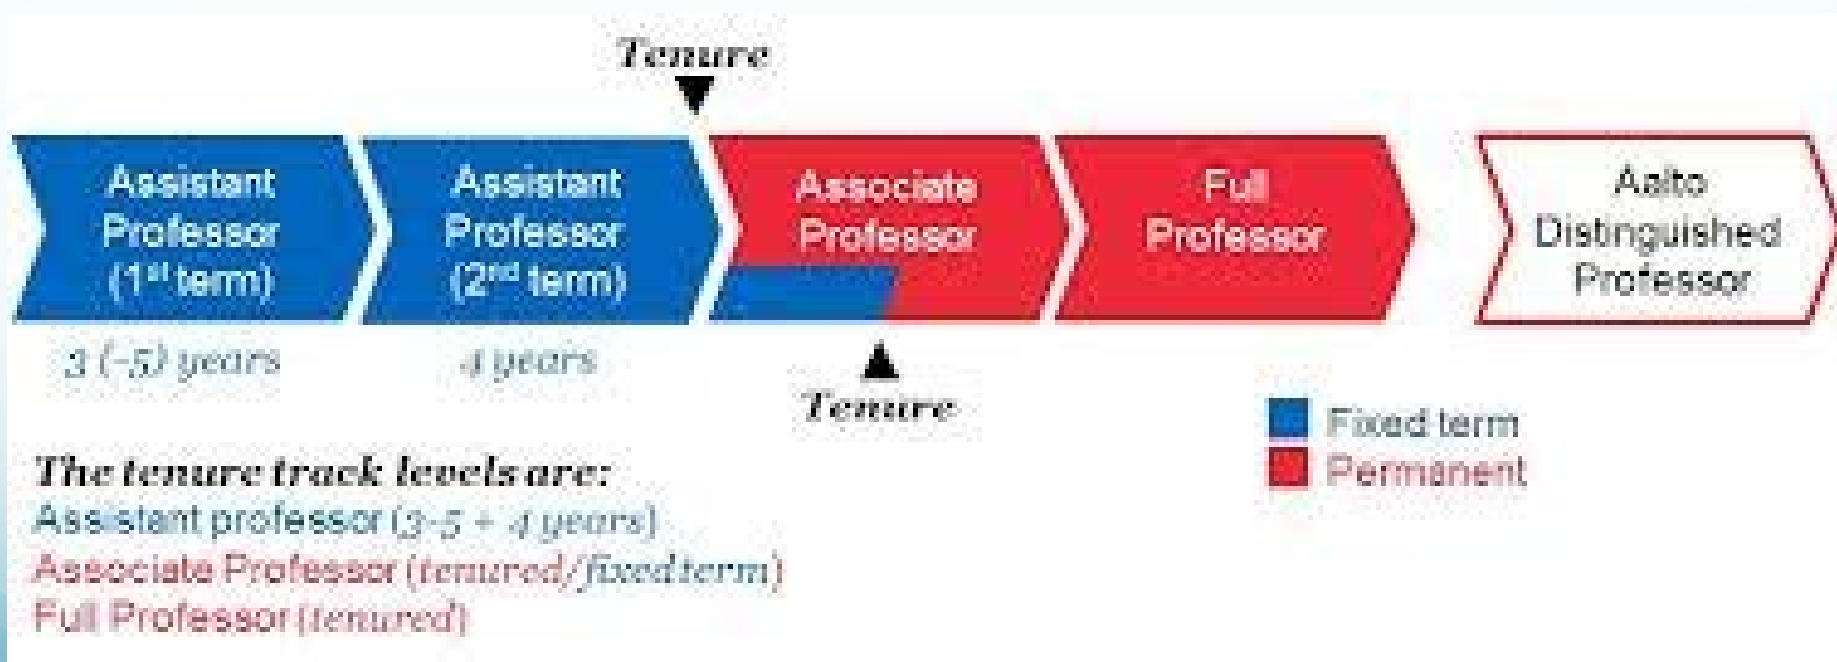 Tenure
Assistant
Professor
(1st term)
Assistant
Professor
(2nd term)
Associate
Professor
Full
Professor
Aalto
Distinguished
Professor
3 (-5) years
4 years
Tenure
Fixed term
Permanent
The tenure track levels are:
Assistant professor (3-5 + 4 years)
Associate Professor (tenured/fixed term)
Full Professor (tenured)